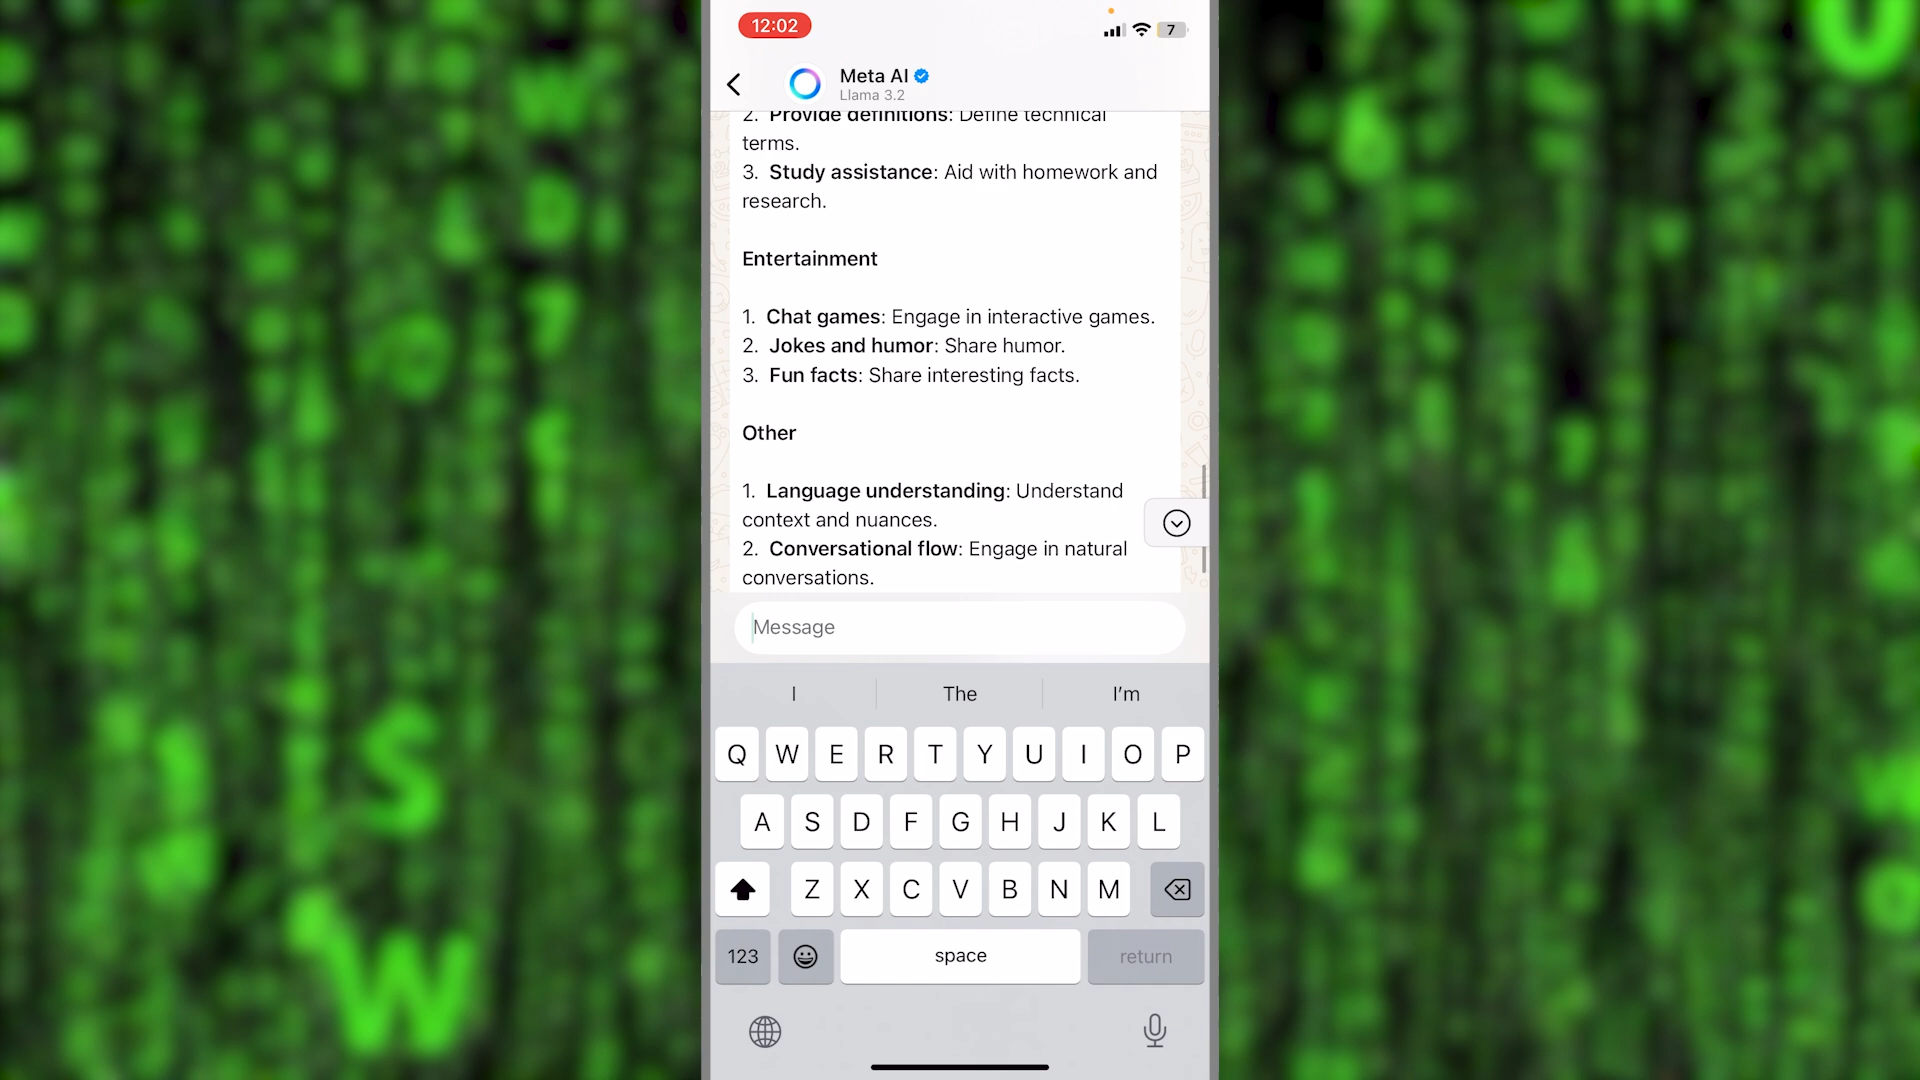 12:02
7
Meta AI
Llama 3.2
2. Provide definitions: Define technical
terms.
3. Study assistance: Aid with homework and
research.
Entertainment
1. Chat games: Engage in interactive games.
2. Jokes and humor: Share humor.
3. Fun facts: Share interesting facts.
Other
1. Language understanding: Understand
context and nuances.
2. Conversational flow: Engage in natural
conversations.
Message
I The I'm
Q W E R T Y U I O P
A S D F G H J K L
Z X C V B N M
123 space return
S
W